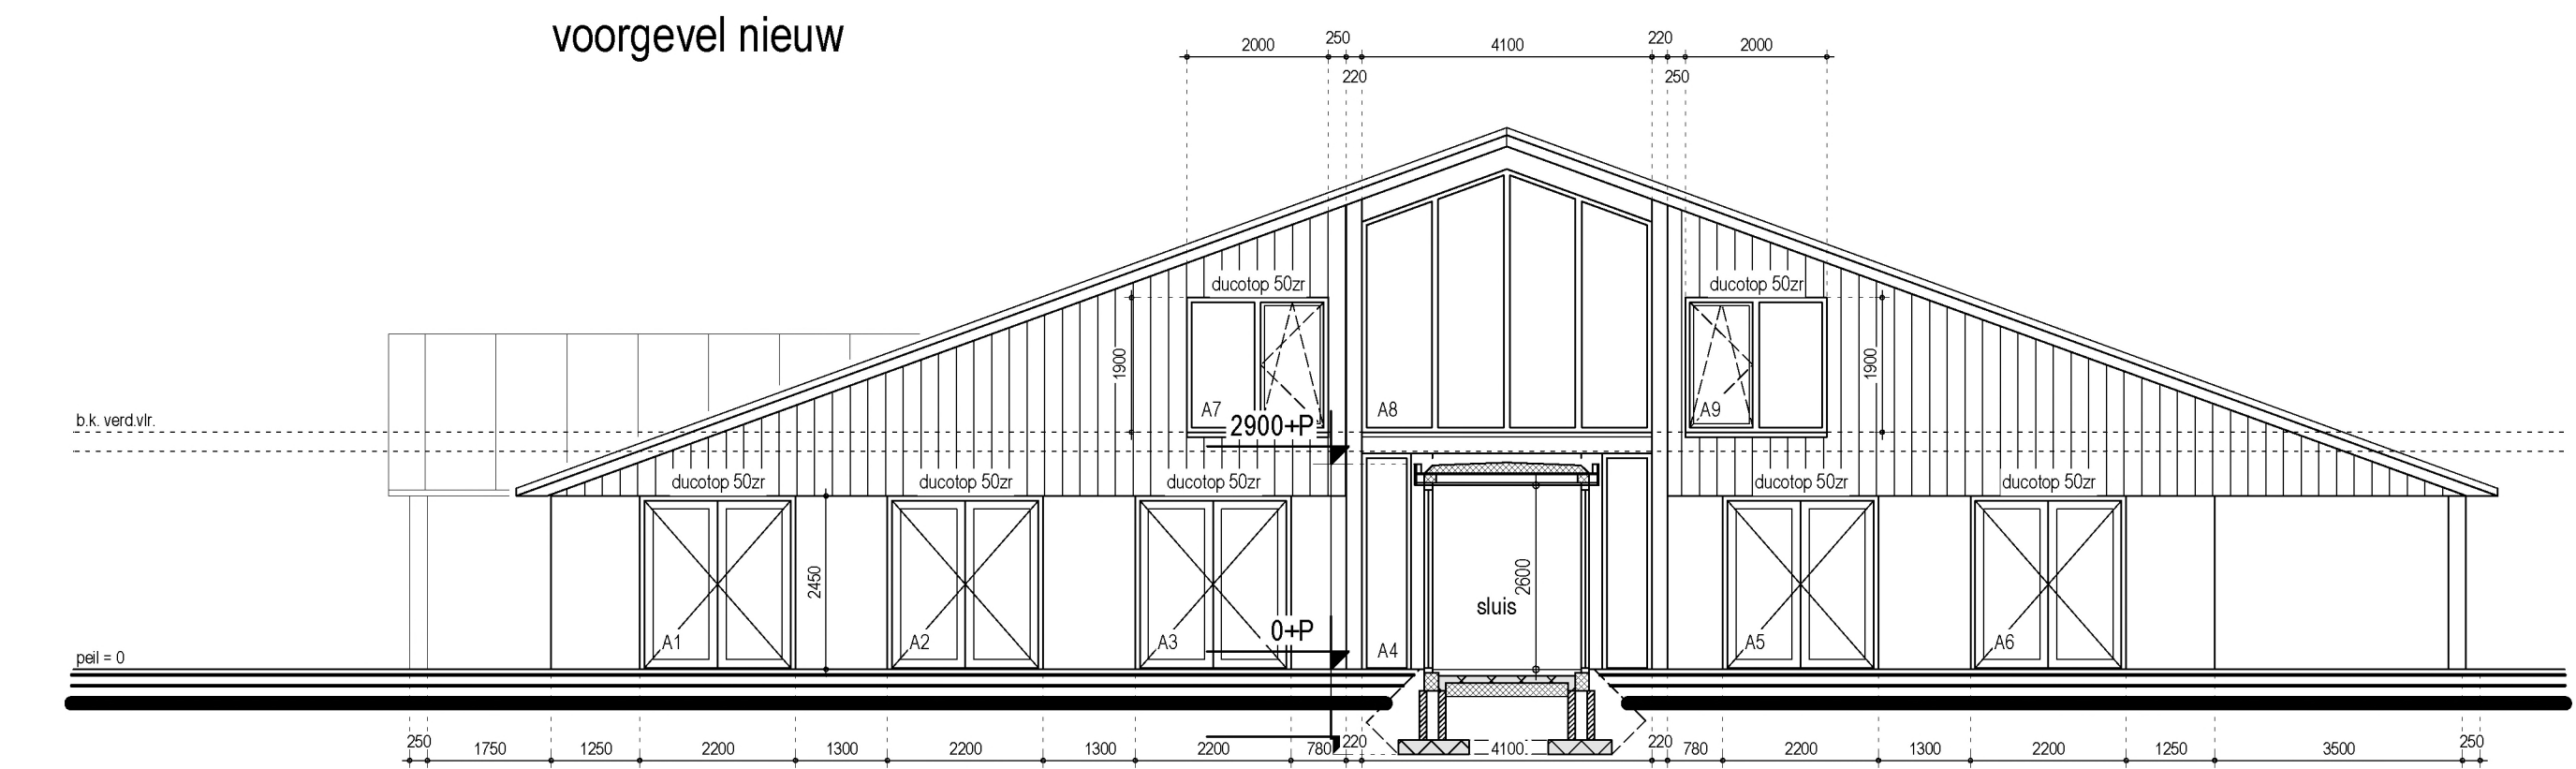 voorgevel nieuw
2000 250 4100 220 2000
220 250
ducotop 50zr ducotop 50zr
1900 1900
A7 A8 A9
b.k. verd.vlr.
2900+P
ducotop 50zr ducotop 50zr ducotop 50zr ducotop 50zr ducotop 50zr
2450 2600
sluis
0+P
A1 A2 A3 A4 A5 A6
peil = 0
250 1750 1250 2200 1300 2200 1300 2200 780 220 4100 220 780 2200 1300 2200 1250 3500 250